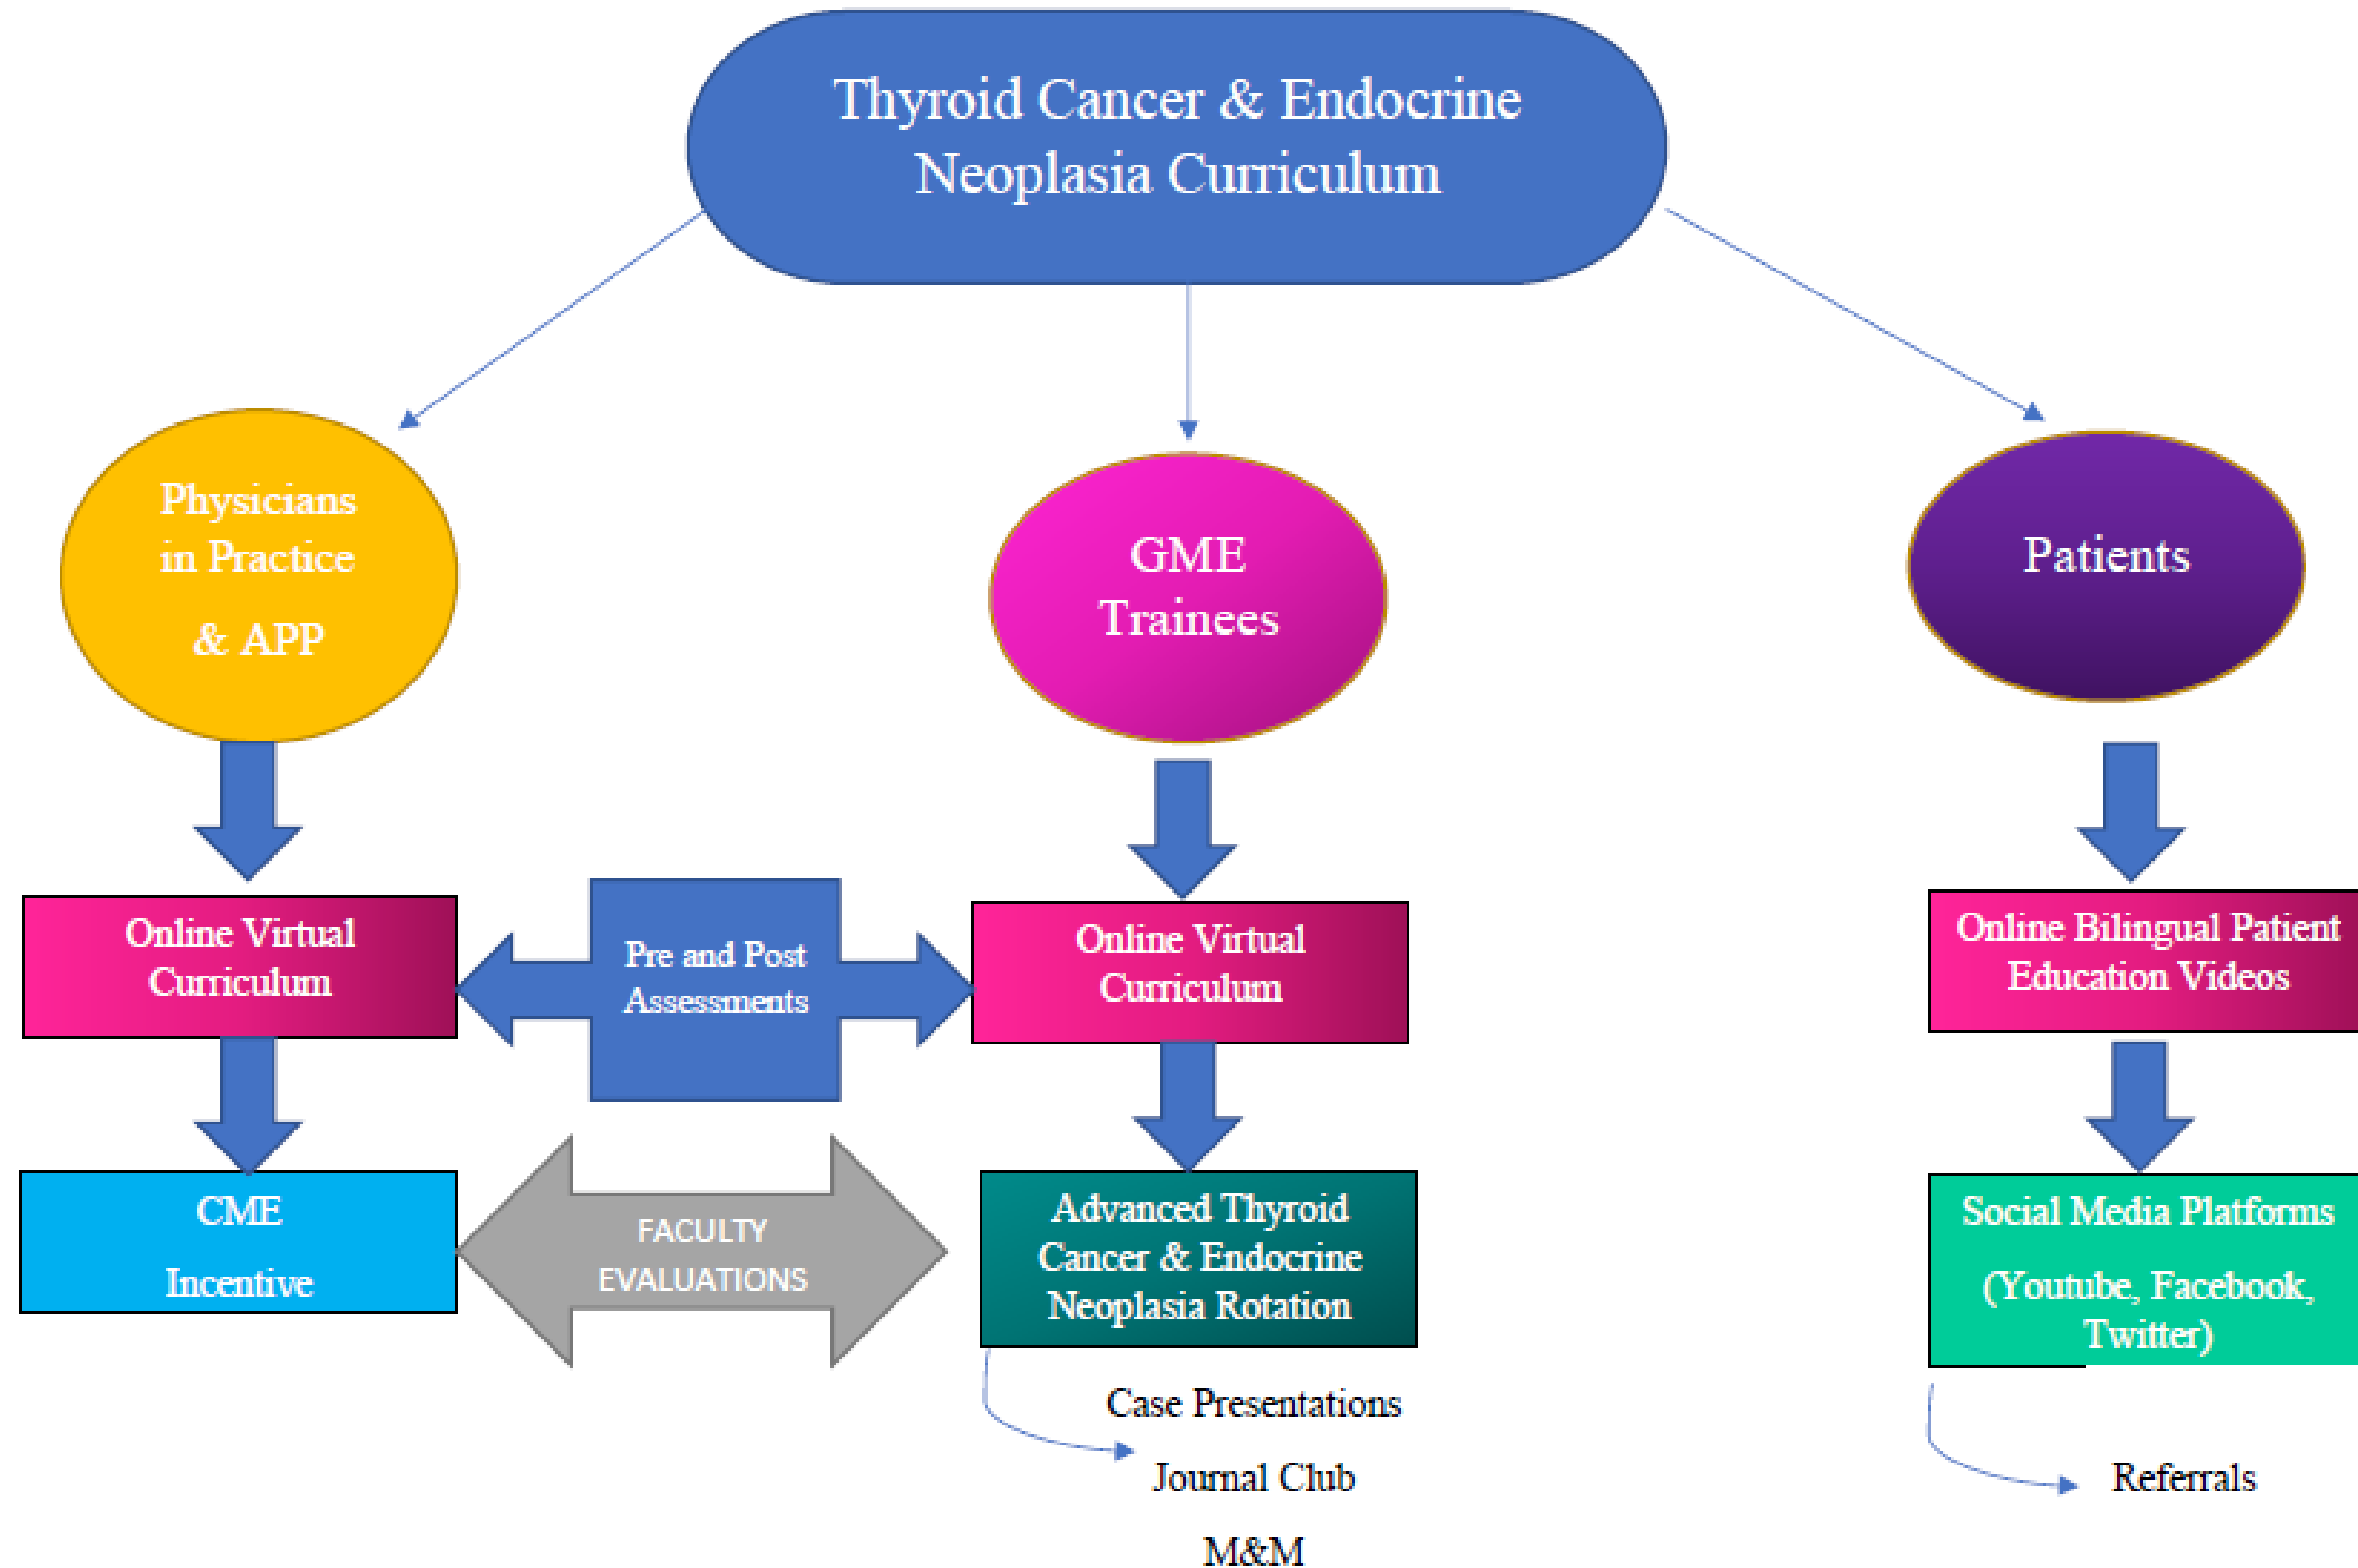 Thyroid Cancer & Endocrine
Neoplasia Curriculum
Physicians
in Practice
& APP
GME
Trainees
Patients
Online Virtual
Curriculum
Pre and Post
Assessments
Online Virtual
Curriculum
Online Bilingual Patient
Education Videos
CME
Incentive
FACULTY
EVALUATIONS
Advanced Thyroid
Cancer & Endocrine
Neoplasia Rotation
Social Media Platforms
(Youtube, Facebook,
Twitter)
Case Presentations
Journal Club
M&M
Referrals